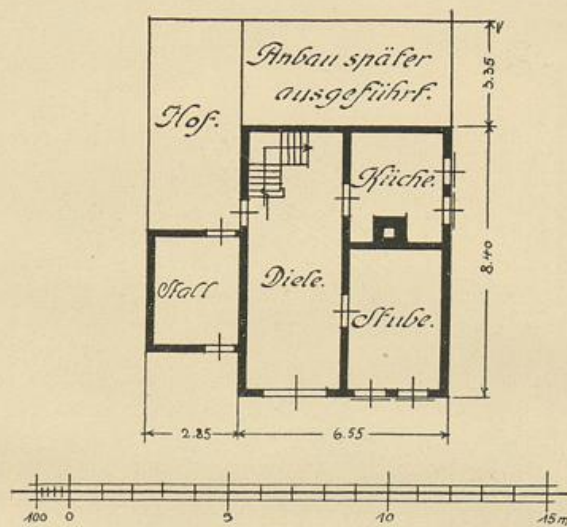 Anbau später
ausgeführt.
3.35
Hof.
Küche.
Stall
Diele.
8.40
Stube.
2.85
6.55
100 0 5 10 15 m